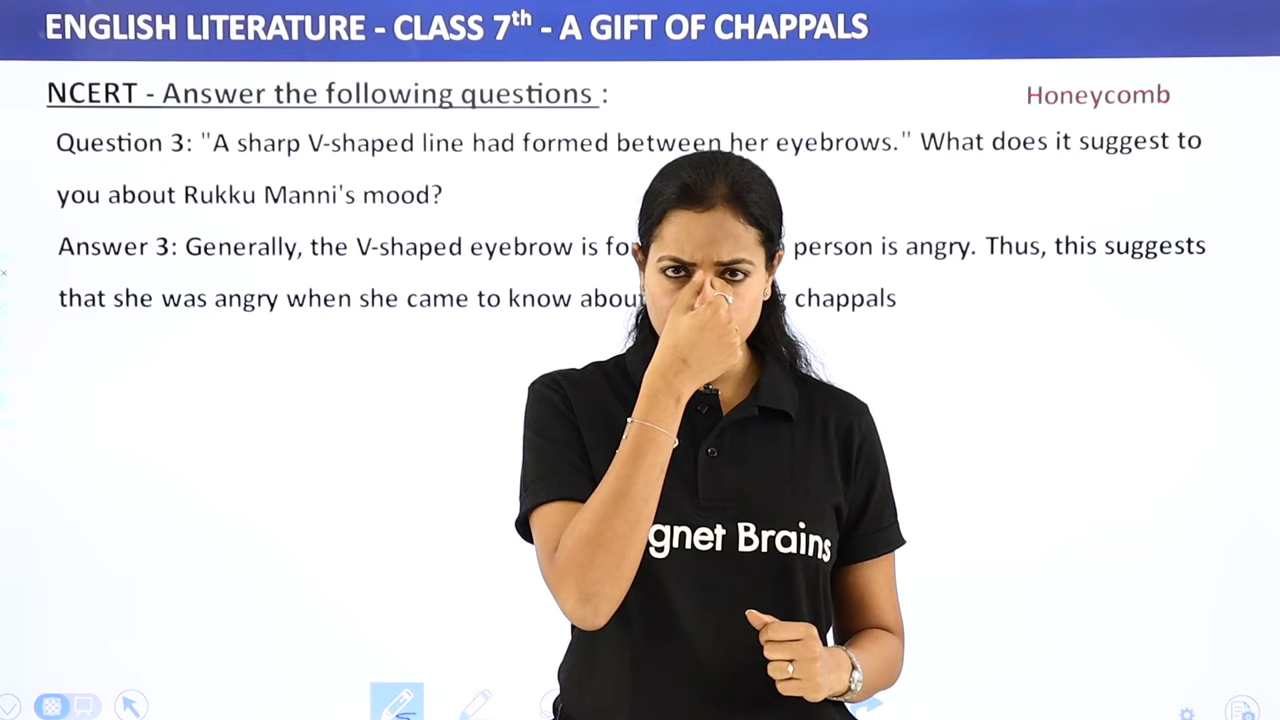 ENGLISH LITERATURE - CLASS 7th - A GIFT OF CHAPPALS
NCERT - Answer the following questions :
Honeycomb
Question 3: "A sharp V-shaped line had formed between her eyebrows." What does it suggest to
you about Rukku Manni's mood?
Answer 3: Generally, the V-shaped eyebrow is person is angry. Thus, this suggests
that she was angry when she came to know chappals
Brains